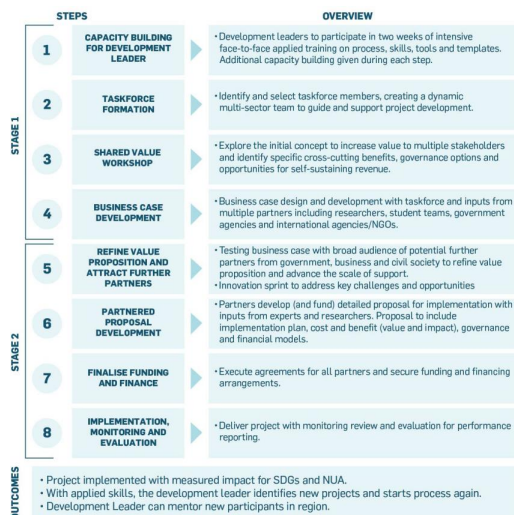 STEPS
OVERVIEW
STAGE 1
1
CAPACITY BUILDING
FOR DEVELOPMENT
LEADER
• Development leaders to participate in two weeks of intensive
face-to-face applied training on process, skills, tools and templates.
Additional capacity building given during each step.
2
TASKFORCE
FORMATION
• Identify and select taskforce members, creating a dynamic
multi-sector team to guide and support project development.
3
SHARED VALUE
WORKSHOP
• Explore the initial concept to increase value to multiple stakeholders
and identify specific cross-cutting benefits, governance options and
opportunities for self-sustaining revenue.
4
BUSINESS CASE
DEVELOPMENT
• Business case design and development with taskforce and inputs from
multiple partners including researchers, student teams, government
agencies and international agencies/NGOs.
STAGE 2
5
REFINE VALUE
PROPOSITION AND
ATTRACT FURTHER
PARTNERS
• Testing business case with broad audience of potential further
partners from government, business and civil society to refine value
proposition and advance the scale of support.
• Innovation sprint to address key challenges and opportunities
6
PARTNERED
PROPOSAL
DEVELOPMENT
• Partners develop (and fund) detailed proposal for implementation with
inputs from experts and researchers. Proposal to include
implementation plan, cost and benefit (value and impact), governance
and financial models.
7
FINALISE FUNDING
AND FINANCE
• Execute agreements for all partners and secure funding and financing
arrangements.
8
IMPLEMENTATION,
MONITORING AND
EVALUATION
• Deliver project with monitoring review and evaluation for performance
reporting.
OUTCOMES
• Project implemented with measured impact for SDGs and NUA.
• With applied skills, the development leader identifies new projects and starts process again.
• Development Leader can mentor new participants in region.